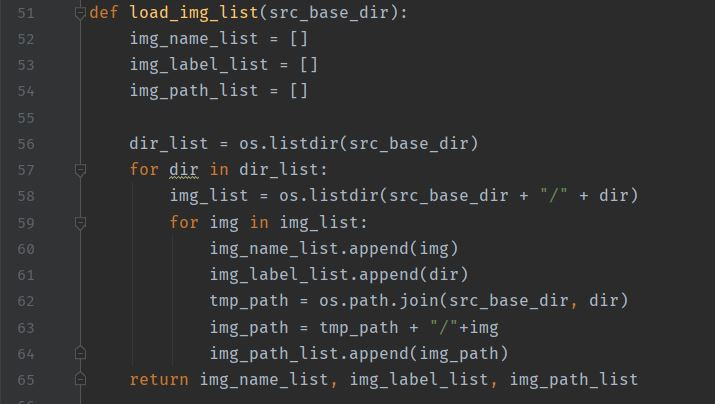 51 def load_img_list(src_base_dir):
52     img_name_list = []
53     img_label_list = []
54     img_path_list = []
55
56     dir_list = os.listdir(src_base_dir)
57     for dir in dir_list:
58         img_list = os.listdir(src_base_dir + "/" + dir)
59         for img in img_list:
60             img_name_list.append(img)
61             img_label_list.append(dir)
62             tmp_path = os.path.join(src_base_dir, dir)
63             img_path = tmp_path + "/"+img
64             img_path_list.append(img_path)
65     return img_name_list, img_label_list, img_path_list